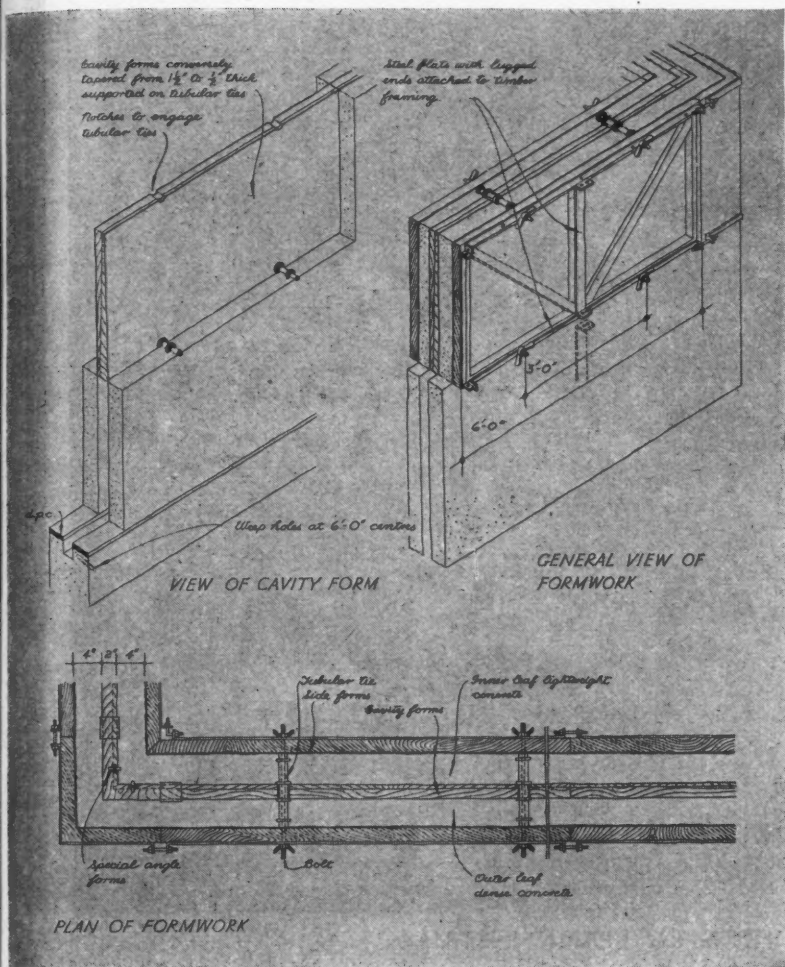 Cavity forms conversely
tapered from 1½" to ½" thick
supported on tubular ties
Notches to engage
tubular ties
Steel flats with lugged
ends attached to timber
framing
3'-0"
6'-0"
d.p.c.
Weep holes at 6'-0" centres
VIEW OF CAVITY FORM
GENERAL VIEW OF
FORMWORK
4" 2" 4"
Tubular tie
Side forms
Cavity forms
Inner leaf lightweight
concrete
Special angle
forms
Bolt
Outer leaf
dense concrete
PLAN OF FORMWORK